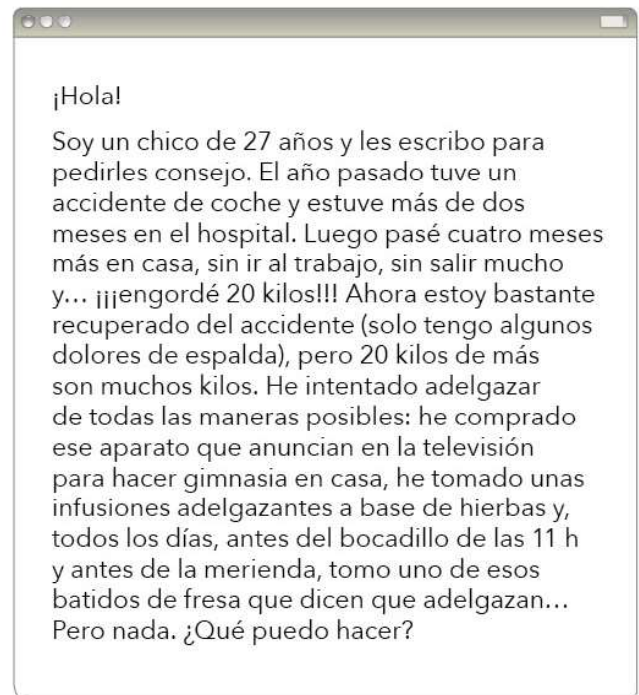 ¡Hola!
Soy un chico de 27 años y les escribo para
pedirles consejo. El año pasado tuve un
accidente de coche y estuve más de dos
meses en el hospital. Luego pasé cuatro meses
más en casa, sin ir al trabajo, sin salir mucho
y… ¡¡¡engordé 20 kilos!!! Ahora estoy bastante
recuperado del accidente (solo tengo algunos
dolores de espalda), pero 20 kilos de más
son muchos kilos. He intentado adelgazar
de todas las maneras posibles: he comprado
ese aparato que anuncian en la televisión
para hacer gimnasia en casa, he tomado unas
infusiones adelgazantes a base de hierbas y,
todos los días, antes del bocadillo de las 11 h
y antes de la merienda, tomo uno de esos
batidos de fresa que dicen que adelgazan…
Pero nada. ¿Qué puedo hacer?